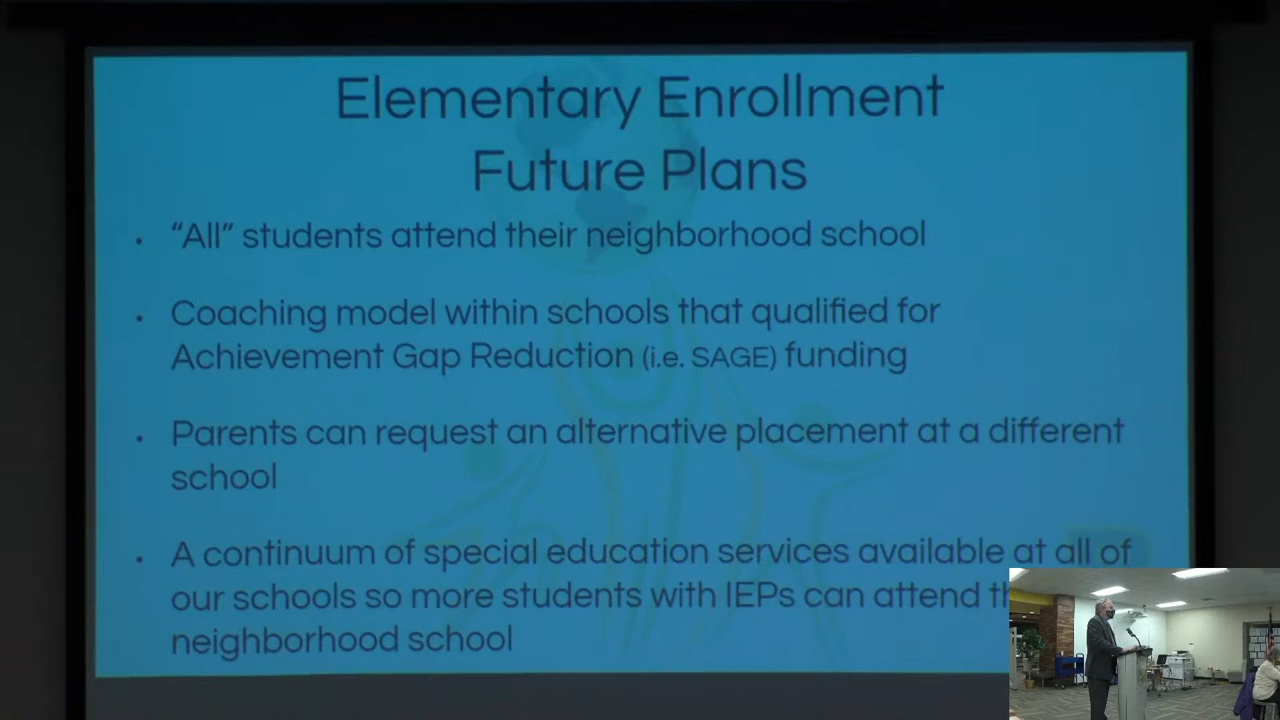 Elementary Enrollment
Future Plans
• “All” students attend their neighborhood school
• Coaching model within schools that qualified for
Achievement Gap Reduction (i.e. SAGE) funding
• Parents can request an alternative placement at a different
school
• A continuum of special education services available at all of
our schools so more students with IEPs can attend
neighborhood school